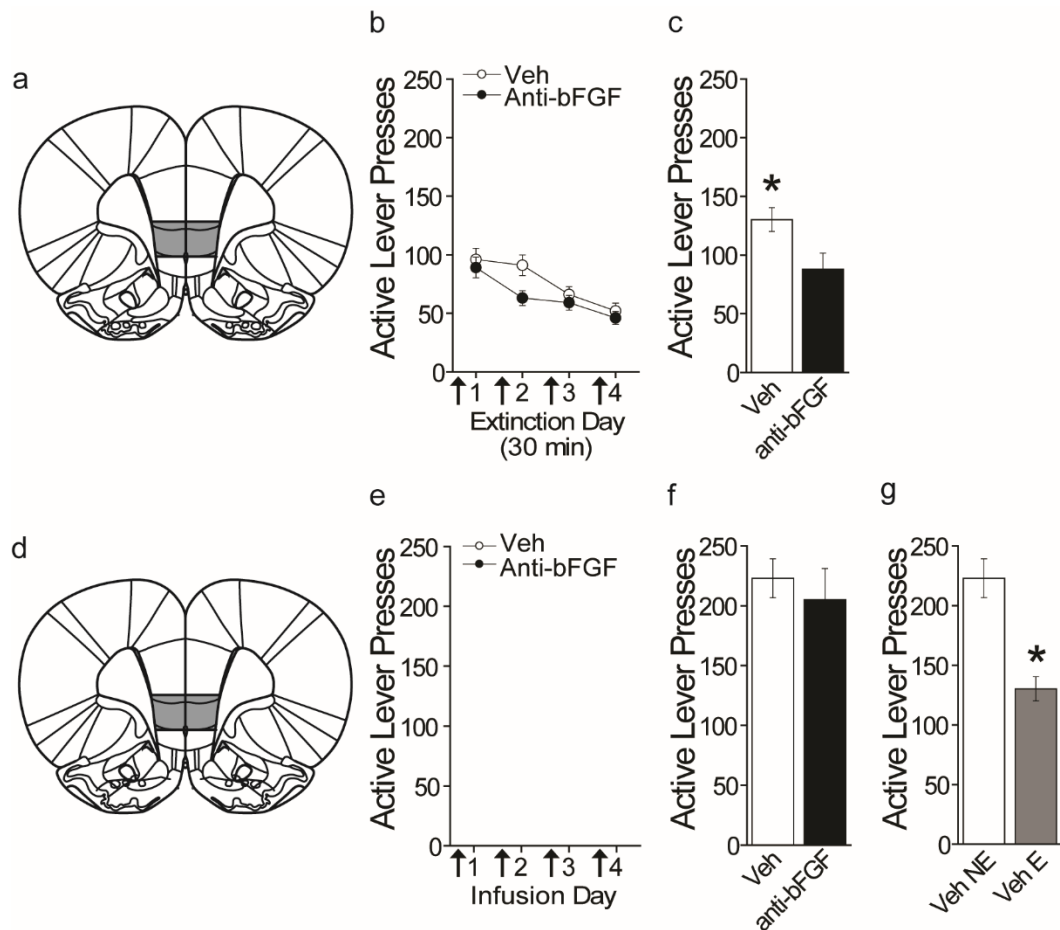 a
b
Veh
Anti-bFGF
Active Lever Presses
250
200
150
100
50
0
1 2 3 4
Extinction Day
(30 min)
c
Active Lever Presses
250
200
150
100
50
0
*
Veh
anti-bFGF
d
e
Veh
Anti-bFGF
Active Lever Presses
250
200
150
100
50
0
1 2 3 4
Infusion Day
f
Active Lever Presses
250
200
150
100
50
0
Veh
anti-bFGF
g
Active Lever Presses
250
200
150
100
50
0
*
Veh NE
Veh E